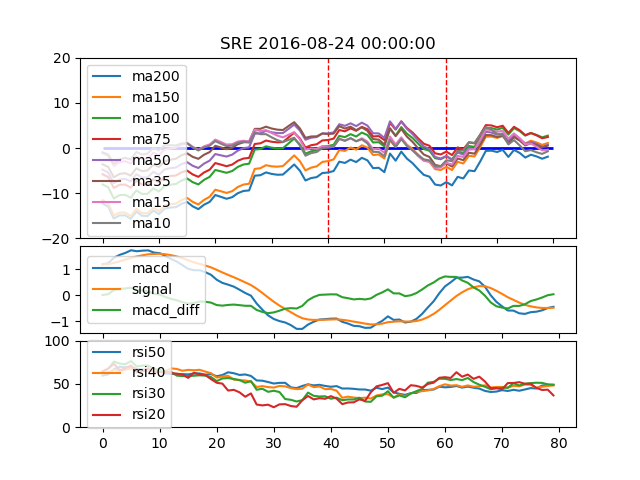 SRE 2016-08-24 00:00:00
20
10
0
−10
−20
ma200
ma150
ma100
ma75
ma50
ma35
ma15
ma10
1
0
−1
macd
signal
macd_diff
100
50
0
rsi50
rsi40
rsi30
rsi20
0 10 20 30 40 50 60 70 80